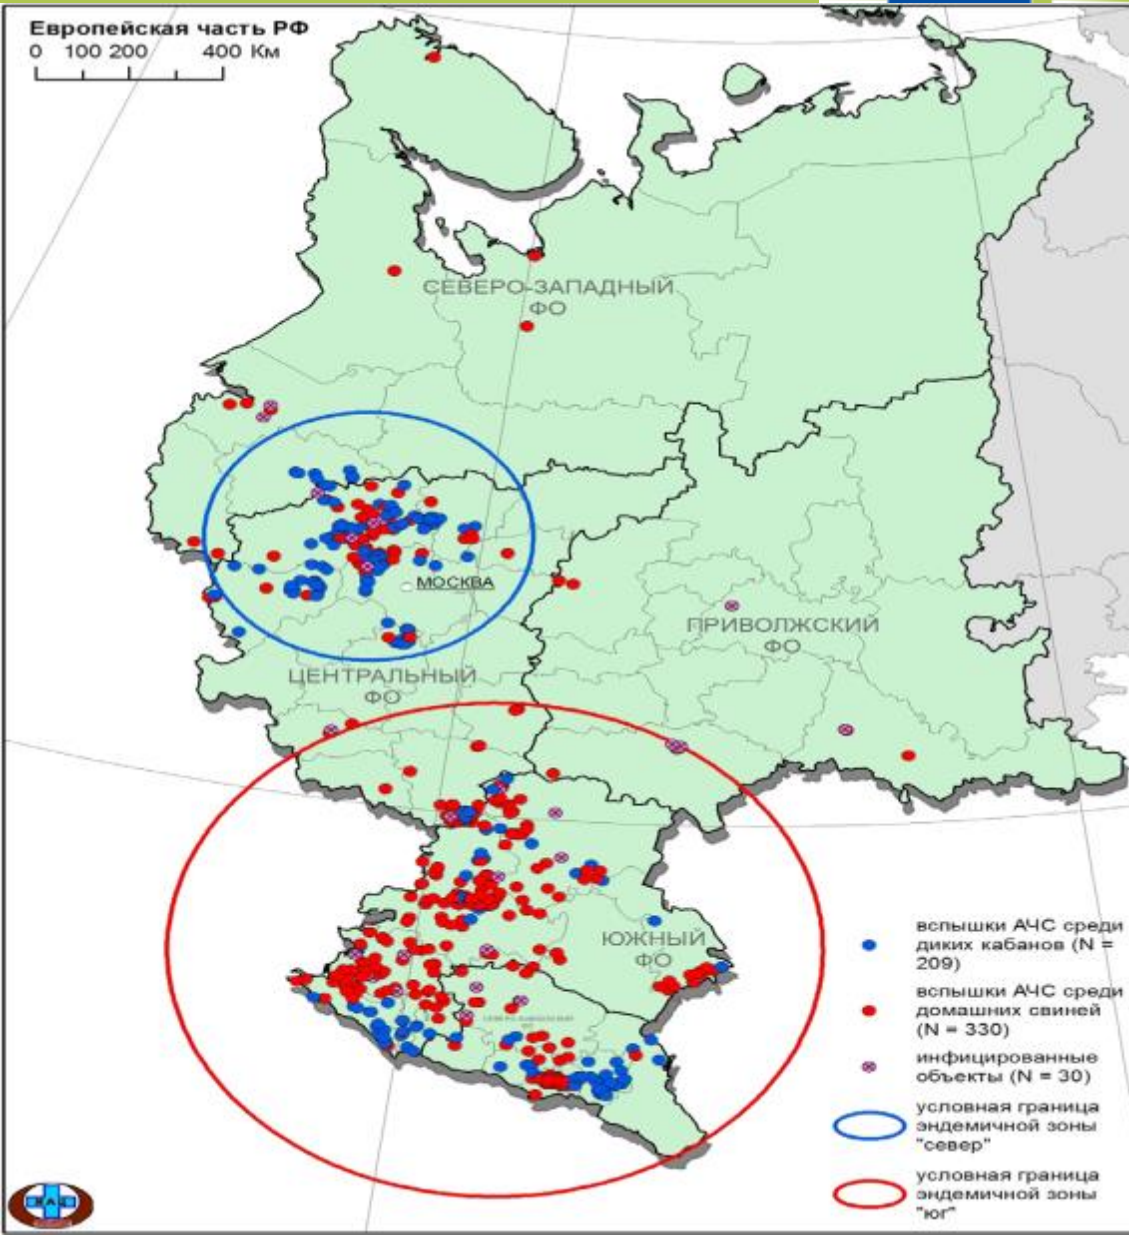 Европейская часть РФ
0 100 200 400 Км
СЕВЕРО-ЗАПАДНЫЙ
ФО
МОСКВА
ПРИВОЛЖСКИЙ
ФО
ЦЕНТРАЛЬНЫЙ
ФО
ЮЖНЫЙ
ФО
вспышки АЧС среди
диких кабанов (N =
209)
вспышки АЧС среди
домашних свиней
(N = 330)
инфицированные
объекты (N = 30)
условная граница
эндемичной зоны
"север"
условная граница
эндемичной зоны
"юг"